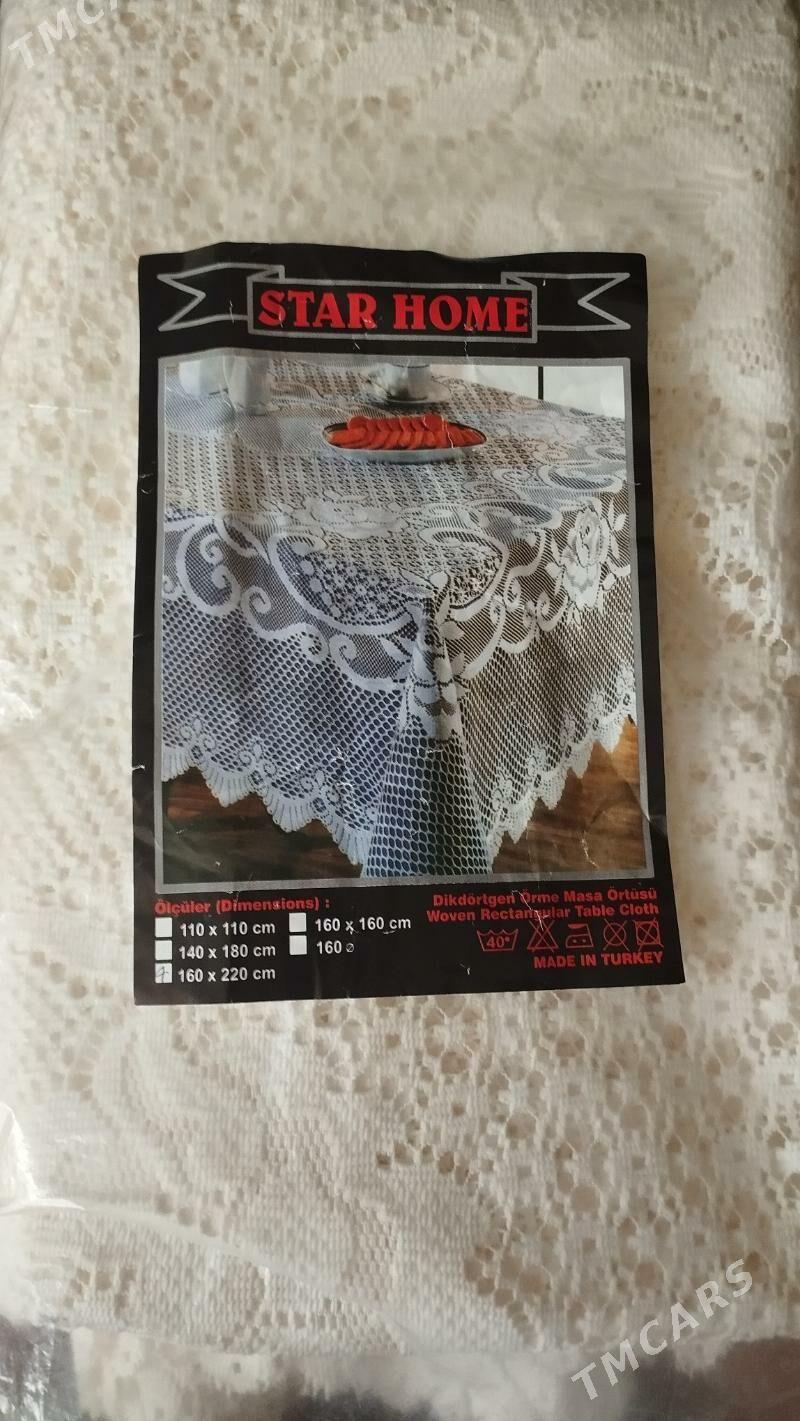 TMCARS
STAR HOME
Ölçüler (Dimensions) :
110 x 110 cm
160 x 160 cm
140 x 180 cm
160 ⌀
160 x 220 cm
Dikdörtgen Örme Masa Örtüsü
Woven Rectangular Table Cloth
40°
MADE IN TURKEY
TMCARS